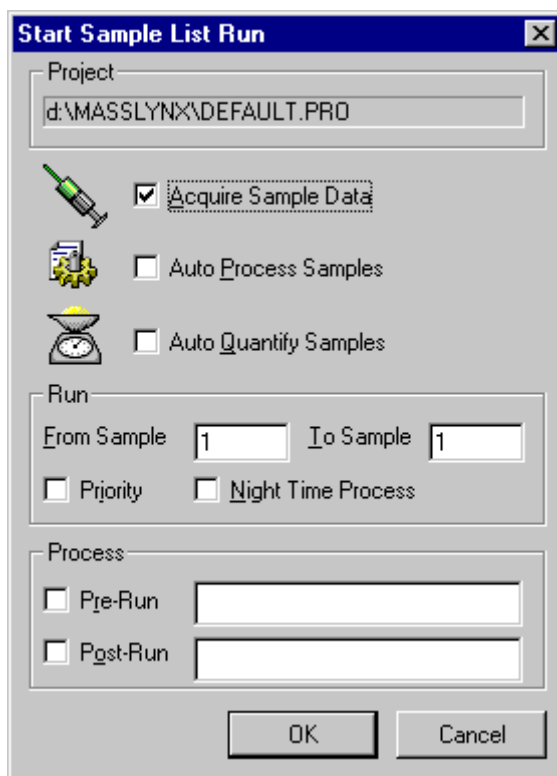 Start Sample List Run
Project
d:\MASSLYNX\DEFAULT.PRO
Acquire Sample Data
Auto Process Samples
Auto Quantify Samples
Run
From Sample 1 To Sample 1
Priority Night Time Process
Process
Pre-Run
Post-Run
OK Cancel